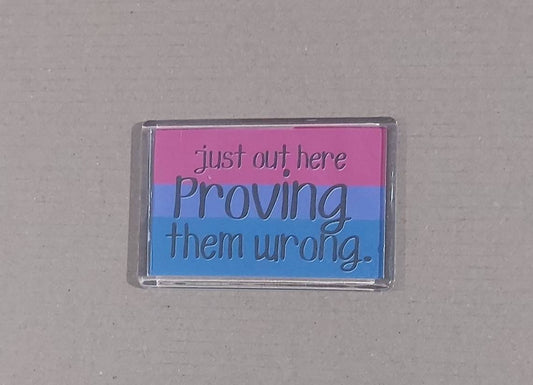 just out here
Proving
them wrong.